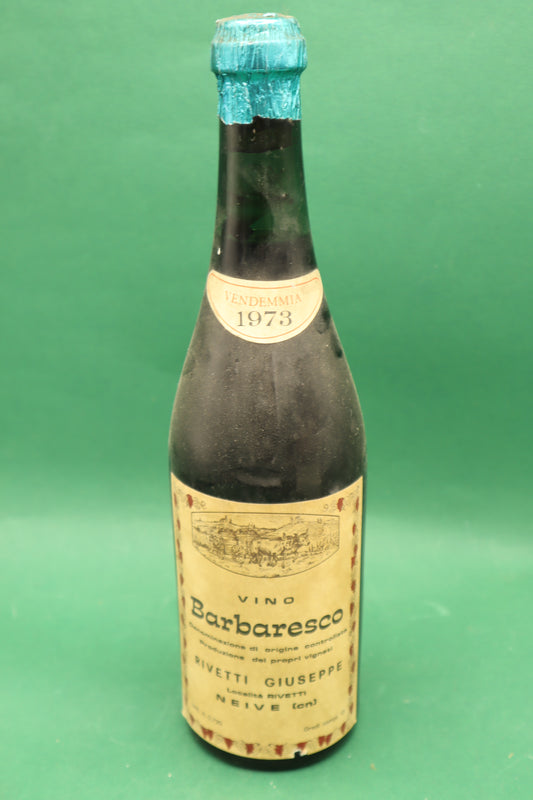 VENDEMMIA
1973
VINO
Barbaresco
Denominazione di origine controllata
Produzione dei propri vigneti
RIVETTI GIUSEPPE
Località RIVETTI
NEIVE (cn)